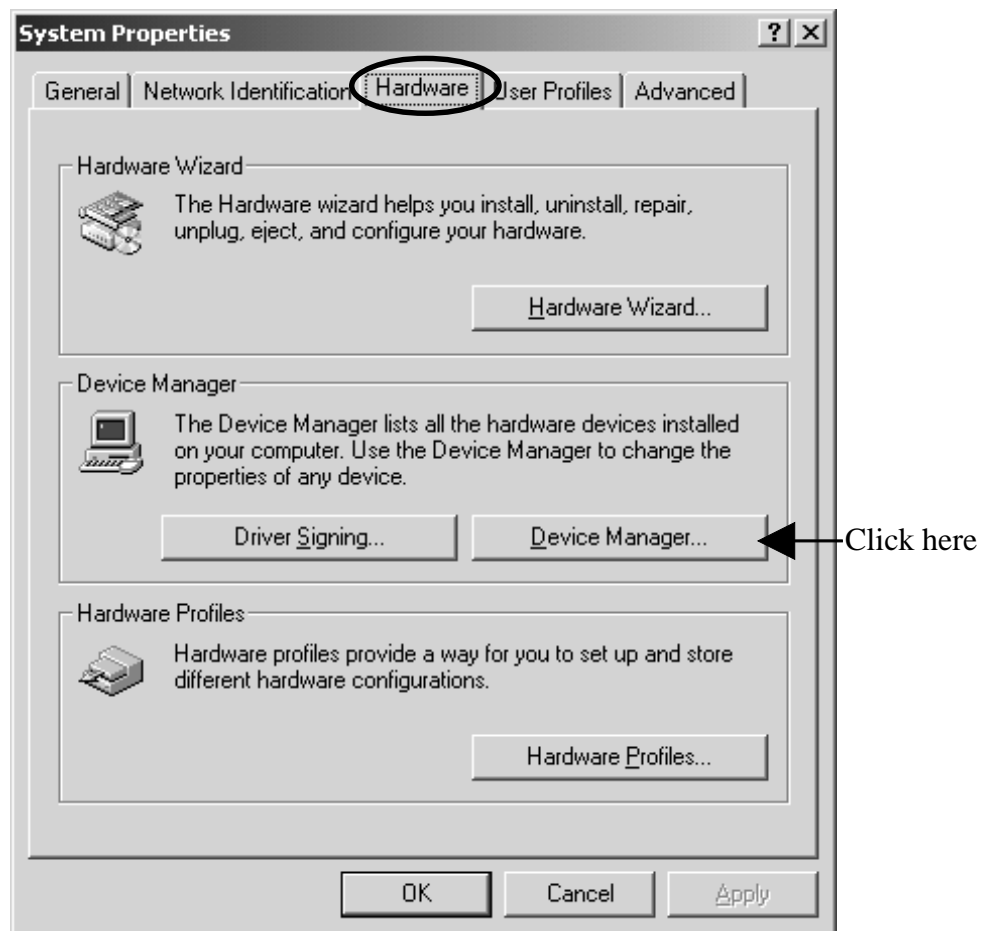 System Properties
? X
General Network Identification Hardware User Profiles Advanced
Hardware Wizard
The Hardware wizard helps you install, uninstall, repair,
unplug, eject, and configure your hardware.
Hardware Wizard...
Device Manager
The Device Manager lists all the hardware devices installed
on your computer. Use the Device Manager to change the
properties of any device.
Driver Signing... Device Manager... Click here
Hardware Profiles
Hardware profiles provide a way for you to set up and store
different hardware configurations.
Hardware Profiles...
OK Cancel Apply